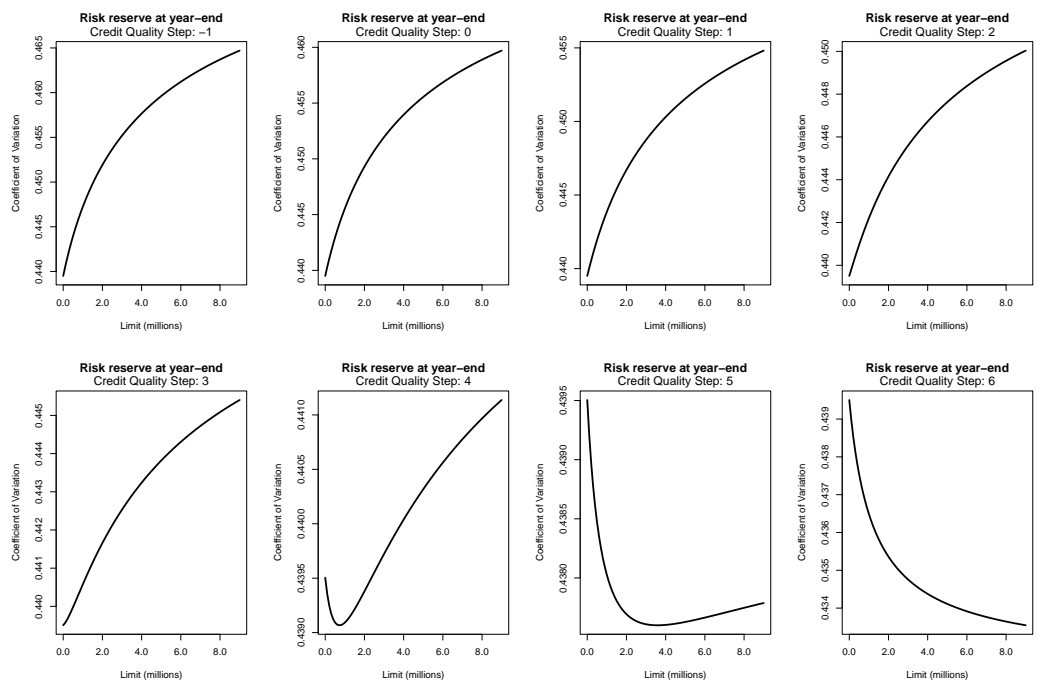 Risk reserve at year−end
Credit Quality Step: −1
Coefficient of Variation
0.440 0.445 0.450 0.455 0.460 0.465
0.0 2.0 4.0 6.0 8.0
Limit (millions)
Risk reserve at year−end
Credit Quality Step: 0
Coefficient of Variation
0.440 0.445 0.450 0.455 0.460
0.0 2.0 4.0 6.0 8.0
Limit (millions)
Risk reserve at year−end
Credit Quality Step: 1
Coefficient of Variation
0.440 0.445 0.450 0.455
0.0 2.0 4.0 6.0 8.0
Limit (millions)
Risk reserve at year−end
Credit Quality Step: 2
Coefficient of Variation
0.440 0.442 0.444 0.446 0.448 0.450
0.0 2.0 4.0 6.0 8.0
Limit (millions)
Risk reserve at year−end
Credit Quality Step: 3
Coefficient of Variation
0.440 0.441 0.442 0.443 0.444 0.445
0.0 2.0 4.0 6.0 8.0
Limit (millions)
Risk reserve at year−end
Credit Quality Step: 4
Coefficient of Variation
0.4390 0.4395 0.4400 0.4405 0.4410
0.0 2.0 4.0 6.0 8.0
Limit (millions)
Risk reserve at year−end
Credit Quality Step: 5
Coefficient of Variation
0.4380 0.4385 0.4390 0.4395
0.0 2.0 4.0 6.0 8.0
Limit (millions)
Risk reserve at year−end
Credit Quality Step: 6
Coefficient of Variation
0.434 0.435 0.436 0.437 0.438 0.439
0.0 2.0 4.0 6.0 8.0
Limit (millions)